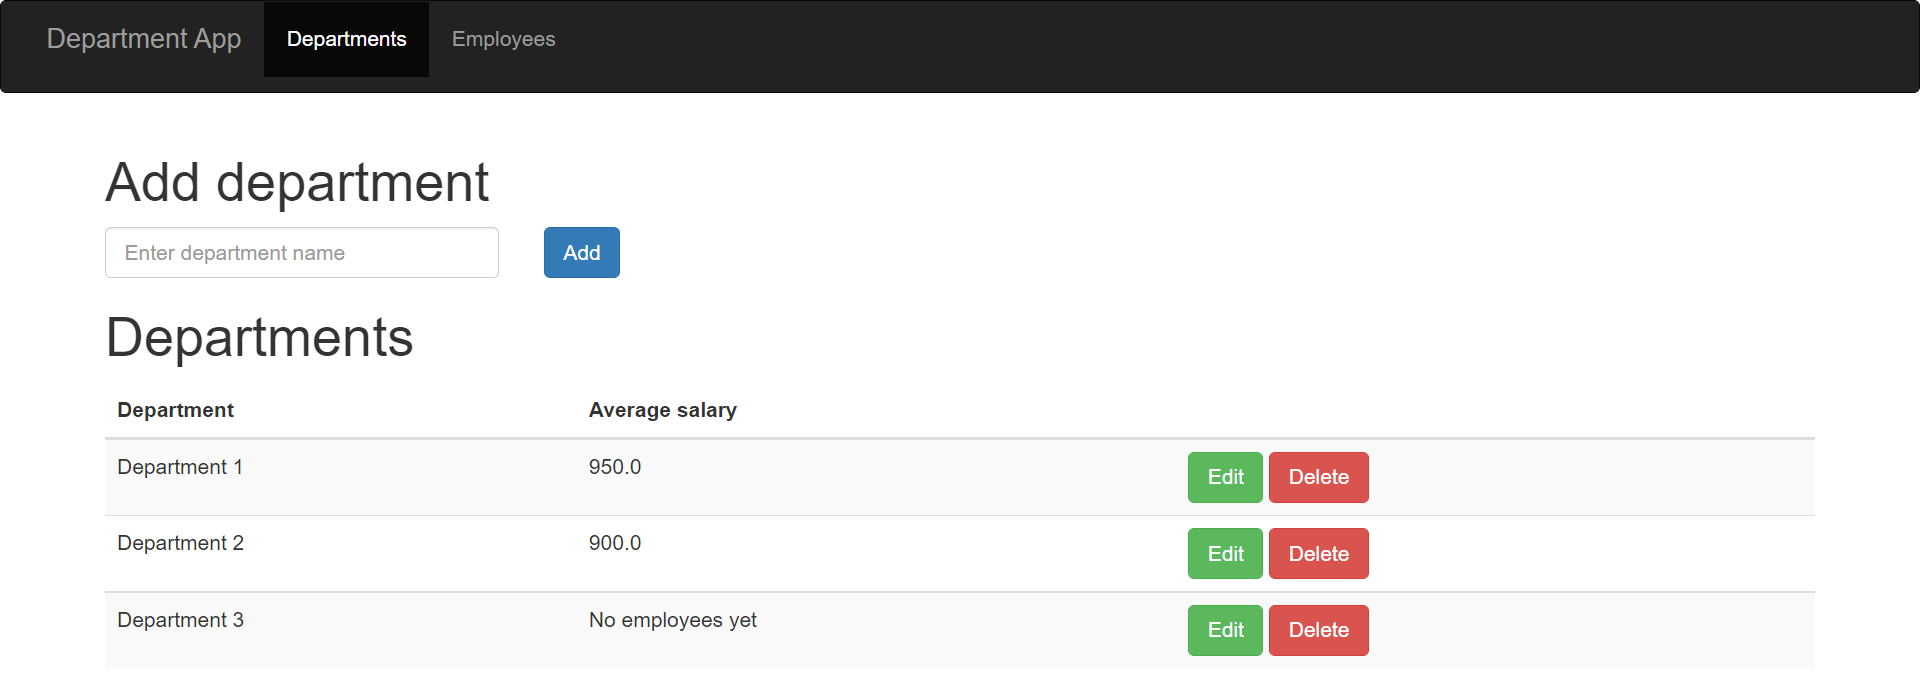 Department App Departments Employees
Add department
Enter department name Add
Departments
Department Average salary
Department 1 950.0 Edit Delete
Department 2 900.0 Edit Delete
Department 3 No employees yet Edit Delete